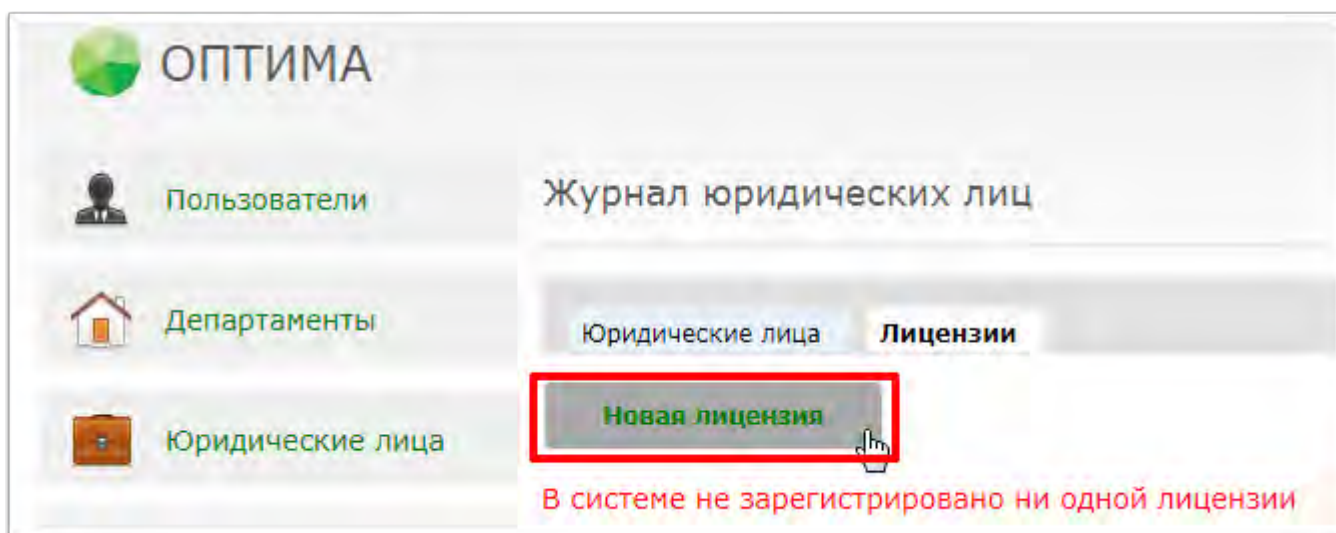 ОПТИМА
Пользователи
Департаменты
Юридические лица
Журнал юридических лиц
Юридические лица Лицензии
Новая лицензия
В системе не зарегистрировано ни одной лицензии